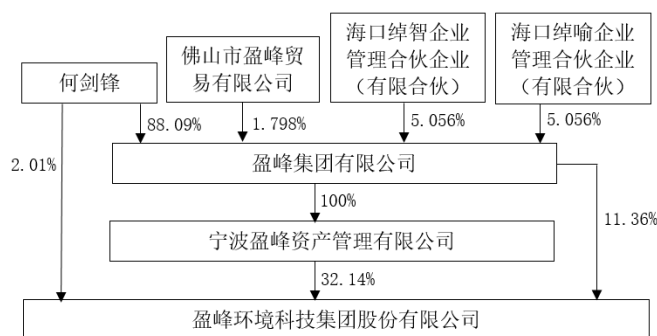 何剑锋
佛山市盈峰贸
易有限公司
海口绰智企业
管理合伙企业
（有限合伙）
海口绰喻企业
管理合伙企业
（有限合伙）
88.09%
1.798%
5.056%
5.056%
2.01%
盈峰集团有限公司
100%
11.36%
宁波盈峰资产管理有限公司
32.14%
盈峰环境科技集团股份有限公司